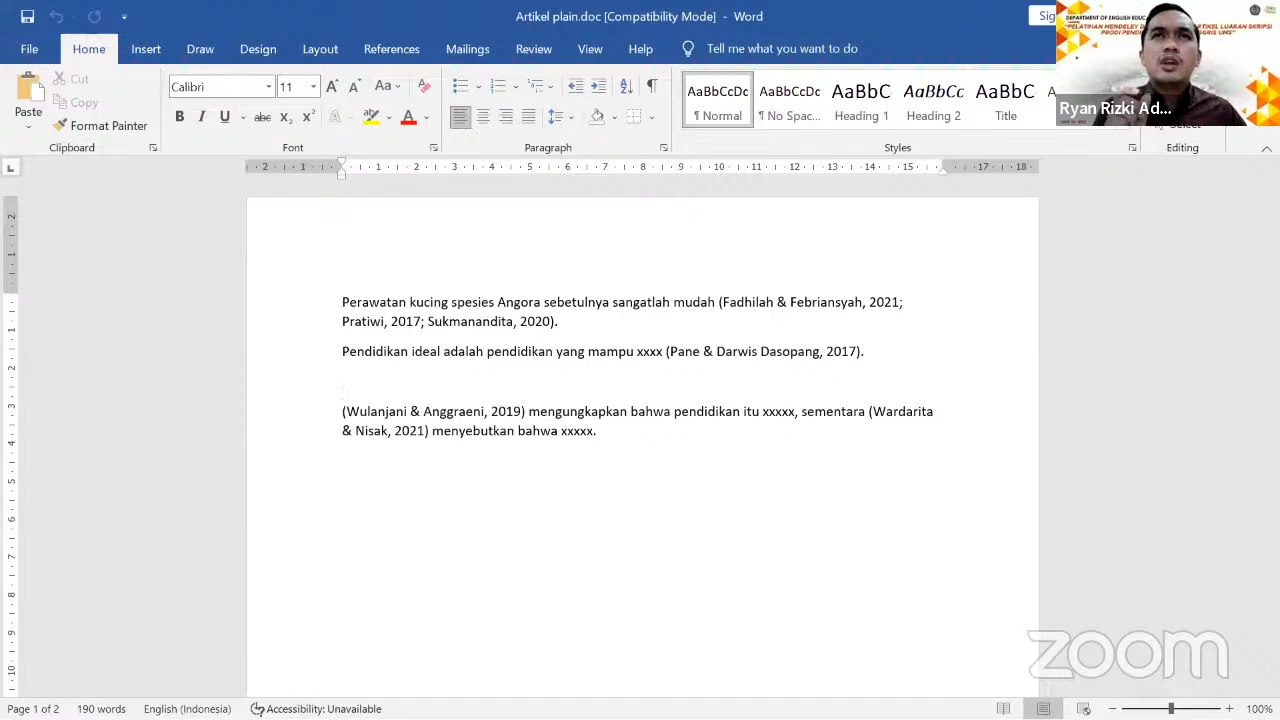 Artikel plain.doc [Compatibility Mode] - Word
File Home Insert Draw Design Layout References Mailings Review View Help Tell me what you want to do
DEPARTMENT OF ENGLISH EDUC
Ryan Rizki Ad...
Paste
Cut
Copy
Format Painter
Clipboard
Calibri 11
Font
Paragraph
AaBbCcDc AaBbCcDc AaBbC AaBbCc AaBbC
¶ Normal ¶ No Spac... Heading 1 Heading 2 Title
Styles
Select
Editing
Perawatan kucing spesies Angora sebetulnya sangatlah mudah (Fadhilah & Febriansyah, 2021;
Pratiwi, 2017; Sukmanandita, 2020).
Pendidikan ideal adalah pendidikan yang mampu xxxx (Pane & Darwis Dasopang, 2017).
(Wulanjani & Anggraeni, 2019) mengungkapkan bahwa pendidikan itu xxxxx, sementara (Wardarita
& Nisak, 2021) menyebutkan bahwa xxxxx.
zoom
Page 1 of 2 190 words English (Indonesia) Accessibility: Unavailable 100%